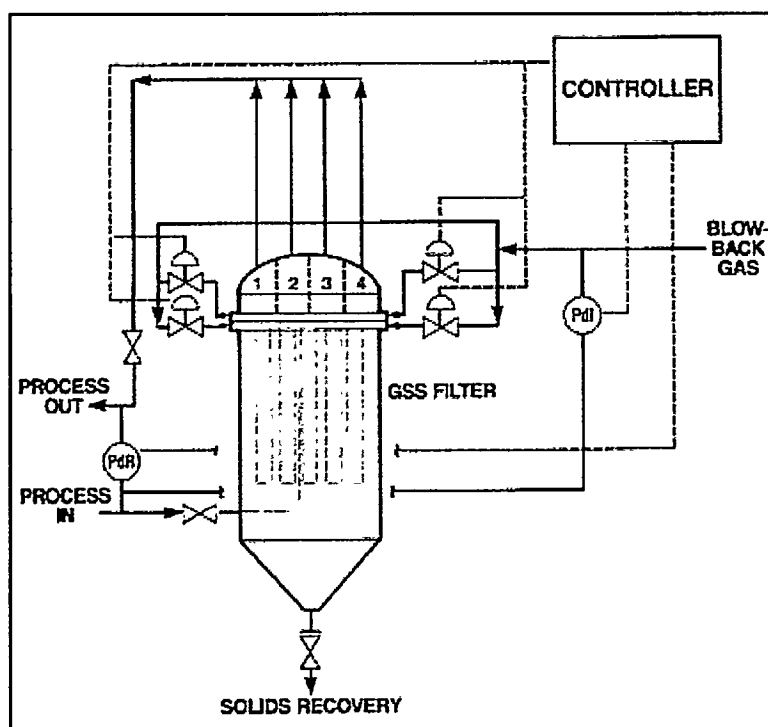 CONTROLLER
BLOW-
BACK
GAS
1 2 3 4
PdI
GSS FILTER
PROCESS
OUT
PdR
PROCESS
IN
SOLIDS RECOVERY